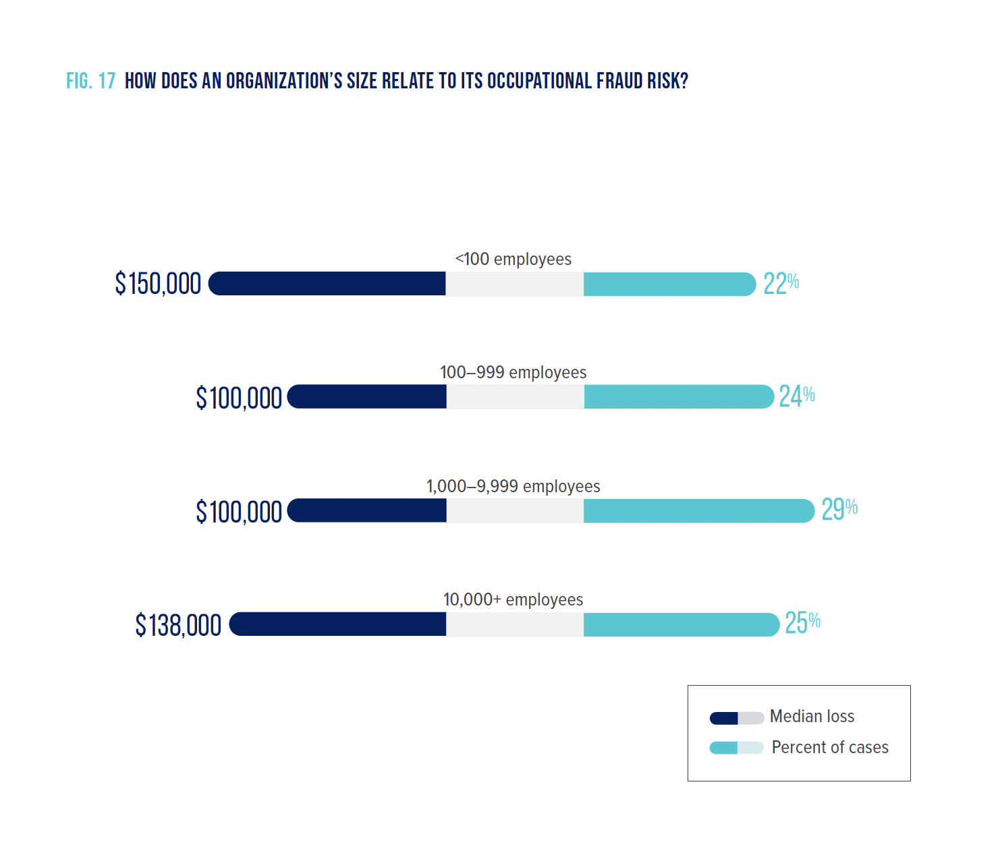 FIG. 17 HOW DOES AN ORGANIZATION’S SIZE RELATE TO ITS OCCUPATIONAL FRAUD RISK?
<100 employees
$150,000 22%
100–999 employees
$100,000 24%
1,000–9,999 employees
$100,000 29%
10,000+ employees
$138,000 25%
Median loss
Percent of cases